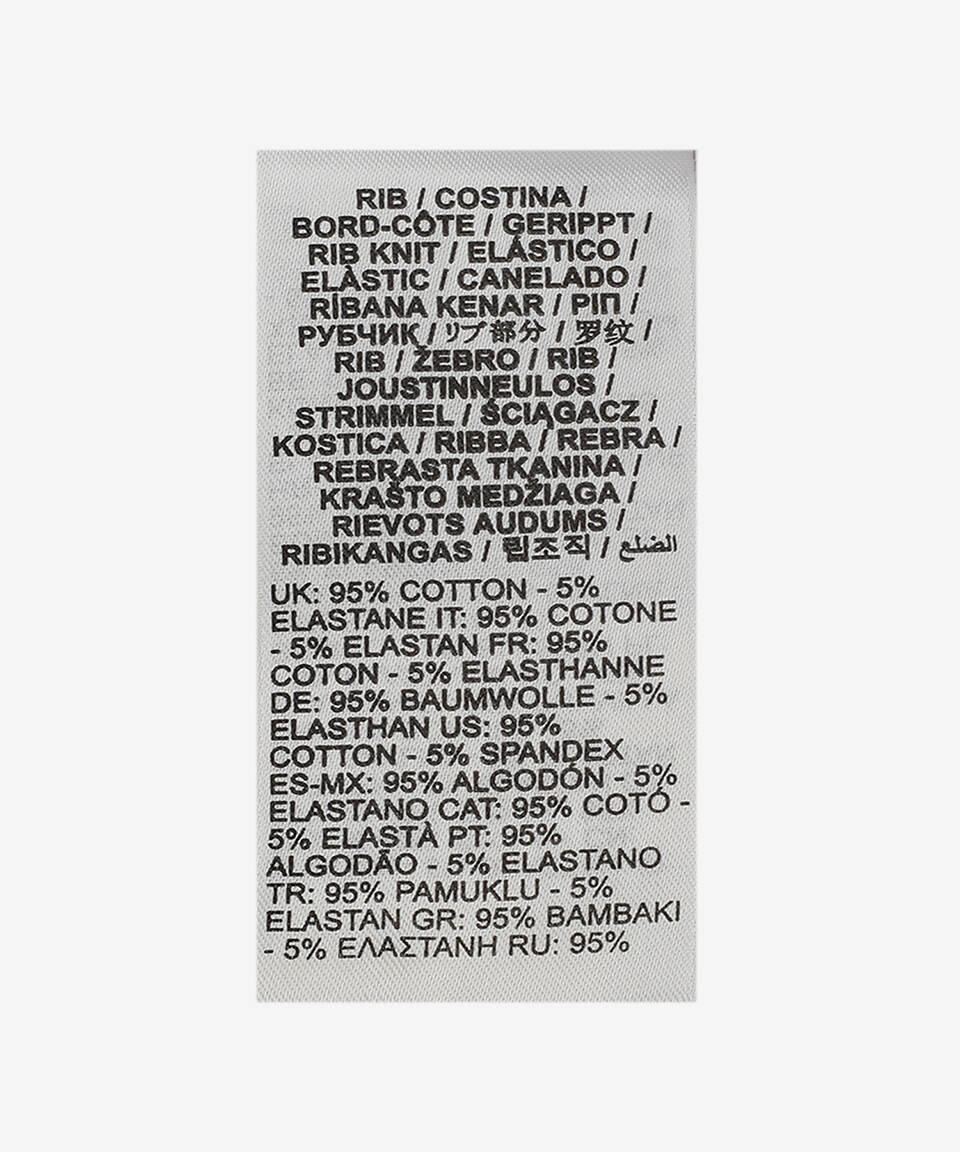 RIB / COSTINA /
BORD-CÔTE / GERIPPT /
RIB KNIT / ELÁSTICO /
ELÀSTIC / CANELADO /
RİBANA KENAR / ΡΙΠ /
РУБЧИК / リブ部分 / 罗纹 /
RIB / ŽEBRO / RIB /
JOUSTINNEULOS /
STRIMMEL / ŚCIĄGACZ /
KOSTICA / RIBBA / REBRA /
REBRASTA TKANINA /
KRAŠTO MEDŽIAGA /
RIEVOTS AUDUMS /
RIBIKANGAS / 립조직 / الضلع
UK: 95% COTTON - 5%
ELASTANE IT: 95% COTONE
- 5% ELASTAN FR: 95%
COTON - 5% ELASTHANNE
DE: 95% BAUMWOLLE - 5%
ELASTHAN US: 95%
COTTON - 5% SPANDEX
ES-MX: 95% ALGODÓN - 5%
ELASTANO CAT: 95% COTÓ -
5% ELASTÀ PT: 95%
ALGODÃO - 5% ELASTANO
TR: 95% PAMUKLU - 5%
ELASTAN GR: 95% ΒΑΜΒΑΚΙ
- 5% ΕΛΑΣΤΑΝΗ RU: 95%